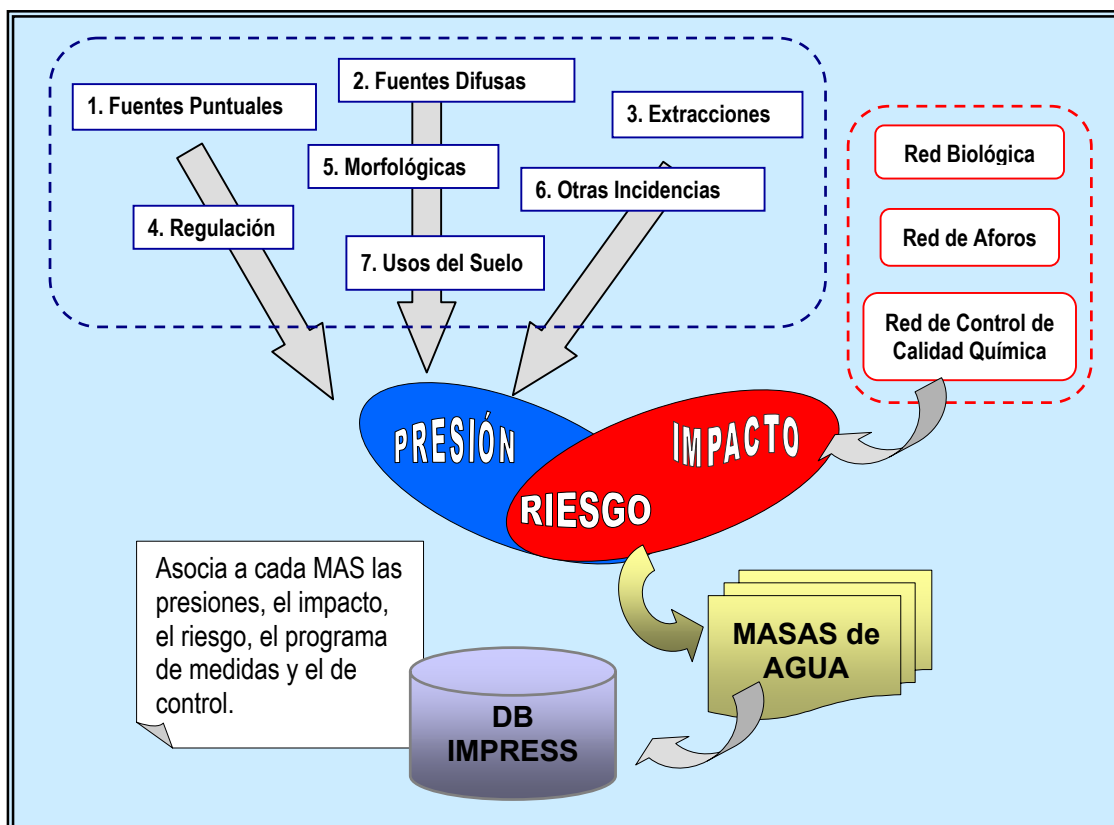 1. Fuentes Puntuales
2. Fuentes Difusas
3. Extracciones
5. Morfológicas
6. Otras Incidencias
4. Regulación
7. Usos del Suelo
Red Biológica
Red de Aforos
Red de Control de
Calidad Química
PRESIÓN
IMPACTO
RIESGO
Asocia a cada MAS las
presiones, el impacto,
el riesgo, el programa
de medidas y el de
control.
MASAS de
AGUA
DB
IMPRESS